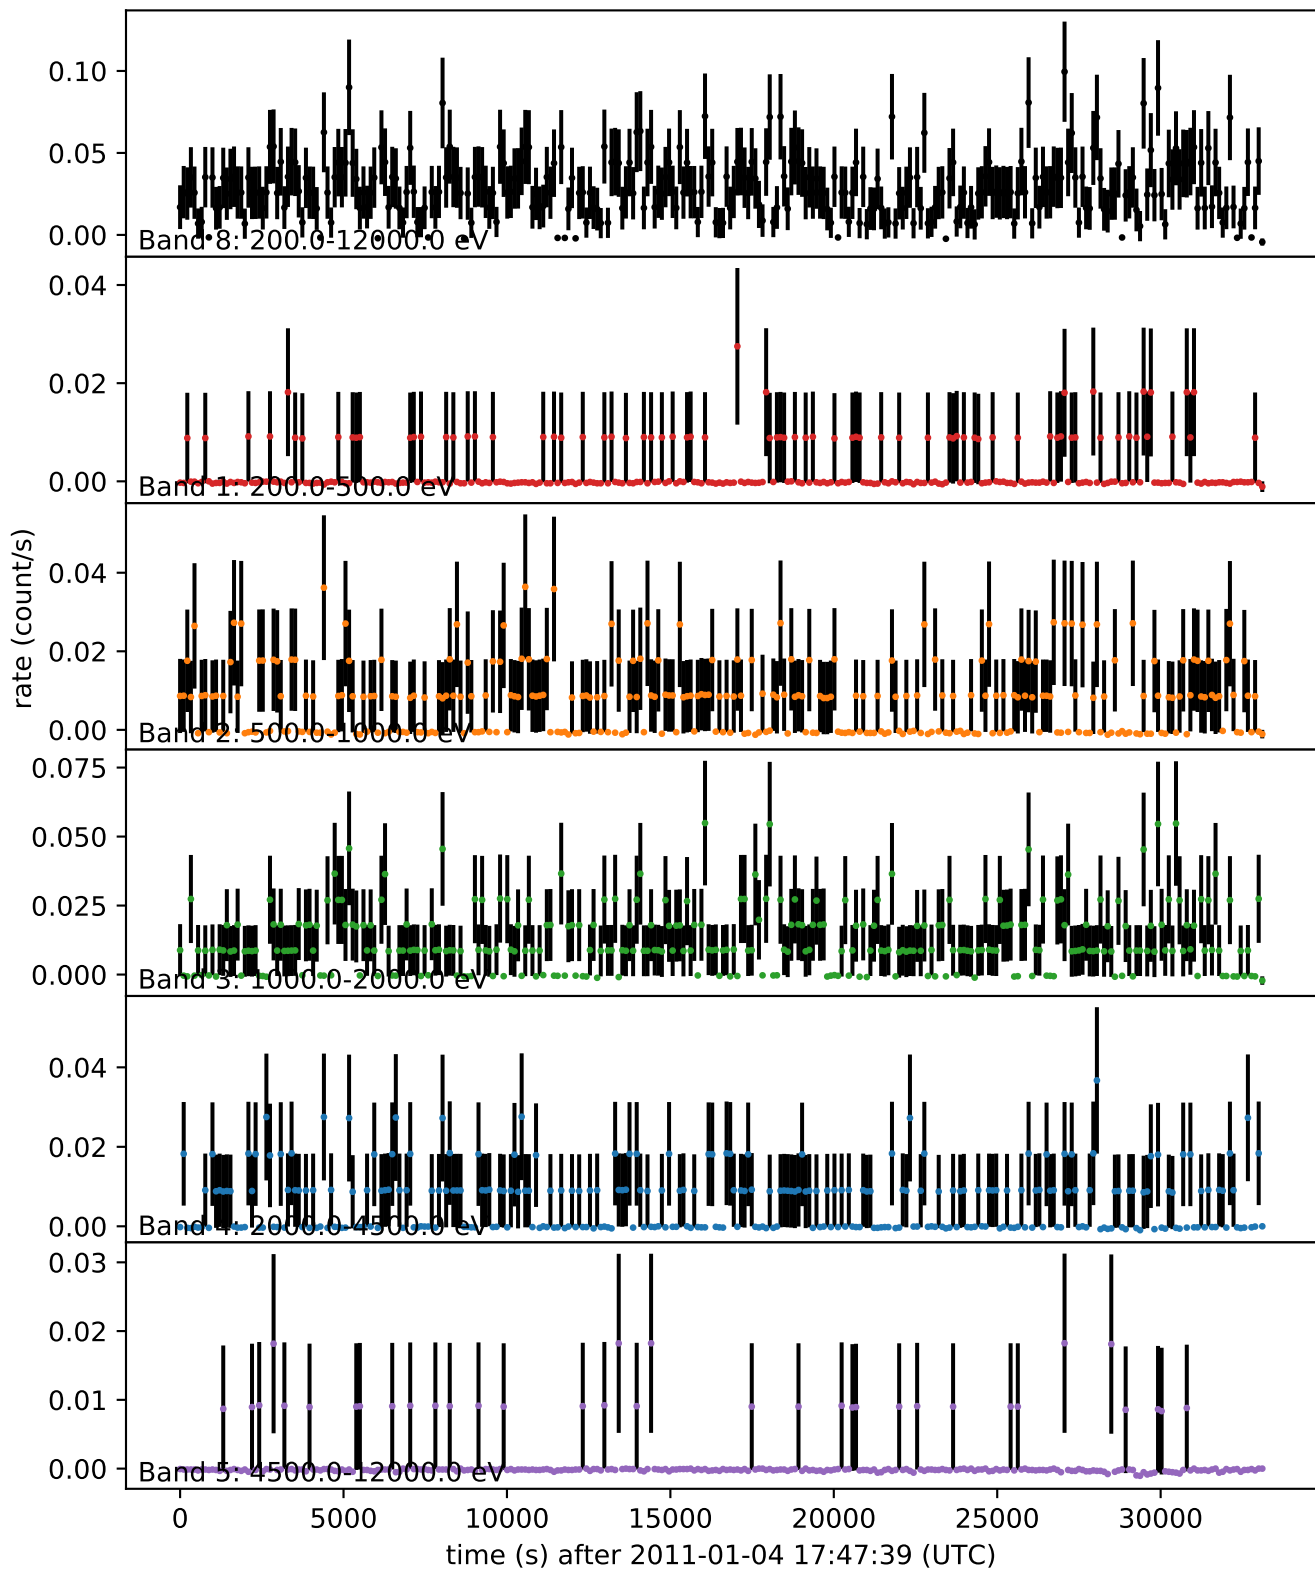 0.10
0.05
0.00
Band 8: 200.0-12000.0 eV
0.04
0.02
0.00
Band 1: 200.0-500.0 eV
rate (count/s)
0.04
0.02
0.00
Band 2: 500.0-1000.0 eV
0.075
0.050
0.025
0.000
Band 3: 1000.0-2000.0 eV
0.04
0.02
0.00
Band 4: 2000.0-4500.0 eV
0.03
0.02
0.01
0.00
Band 5: 4500.0-12000.0 eV
0 5000 10000 15000 20000 25000 30000
time (s) after 2011-01-04 17:47:39 (UTC)